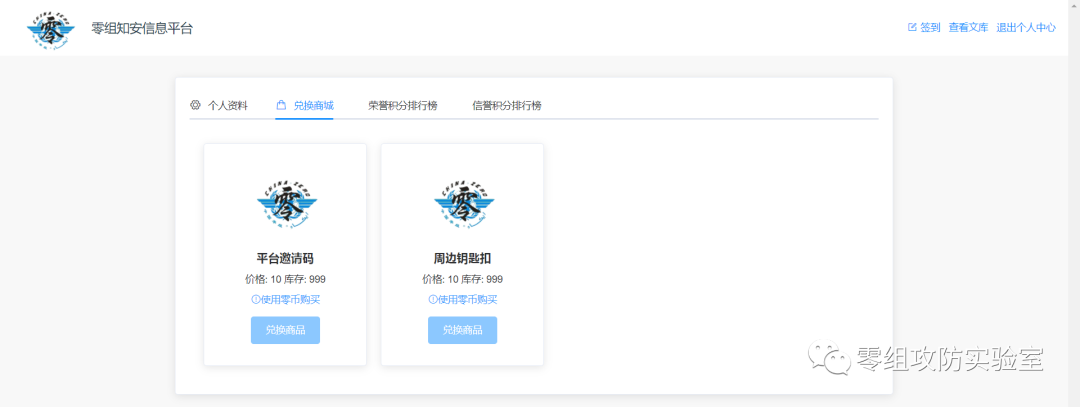 零组知安信息平台
签到 查看文库 退出个人中心
个人资料 兑换商城 荣誉积分排行榜 信誉积分排行榜
CHINA ZERO
零
CHINA ZERO
零
平台邀请码
价格: 10 库存: 999
使用零币购买
兑换商品
CHINA ZERO
零
周边钥匙扣
价格: 10 库存: 999
使用零币购买
兑换商品
零组攻防实验室